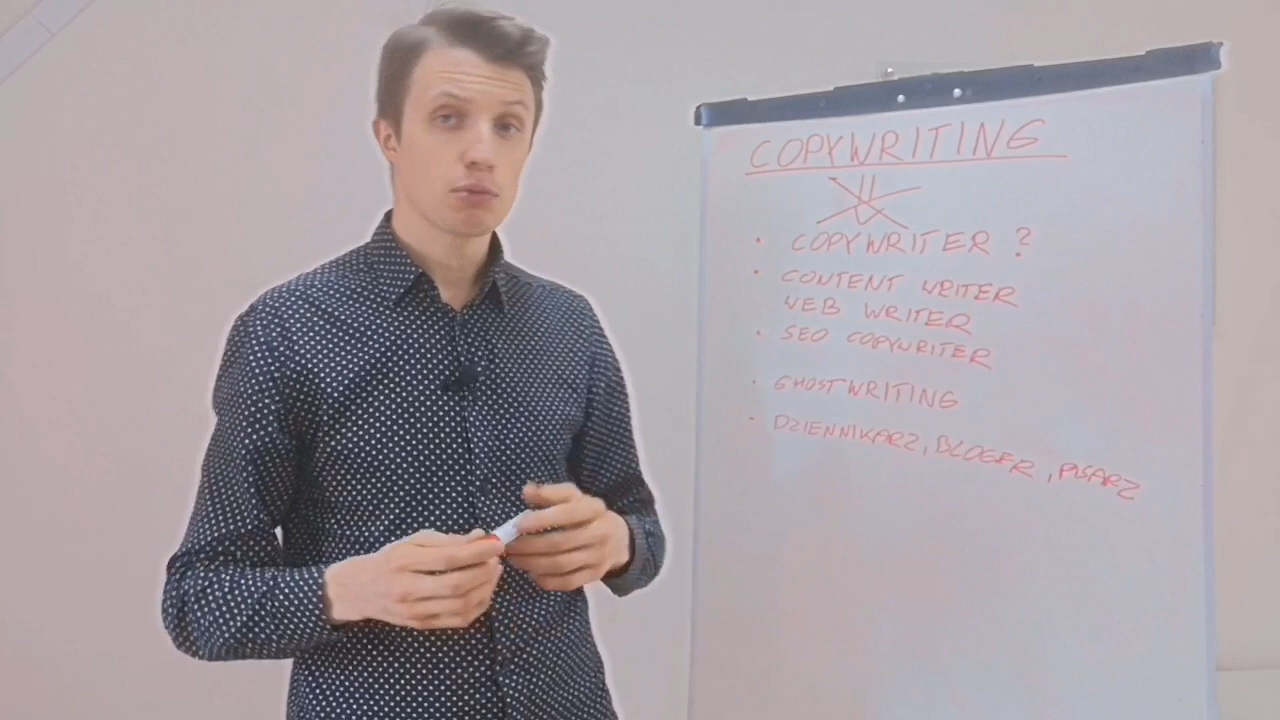 COPYWRITING
• COPYWRITER ?
• CONTENT WRITER
WEB WRITER
• SEO COPYWRITER
• GHOSTWRITING
• DZIENNIKARZ, BLOGER, PISARZ